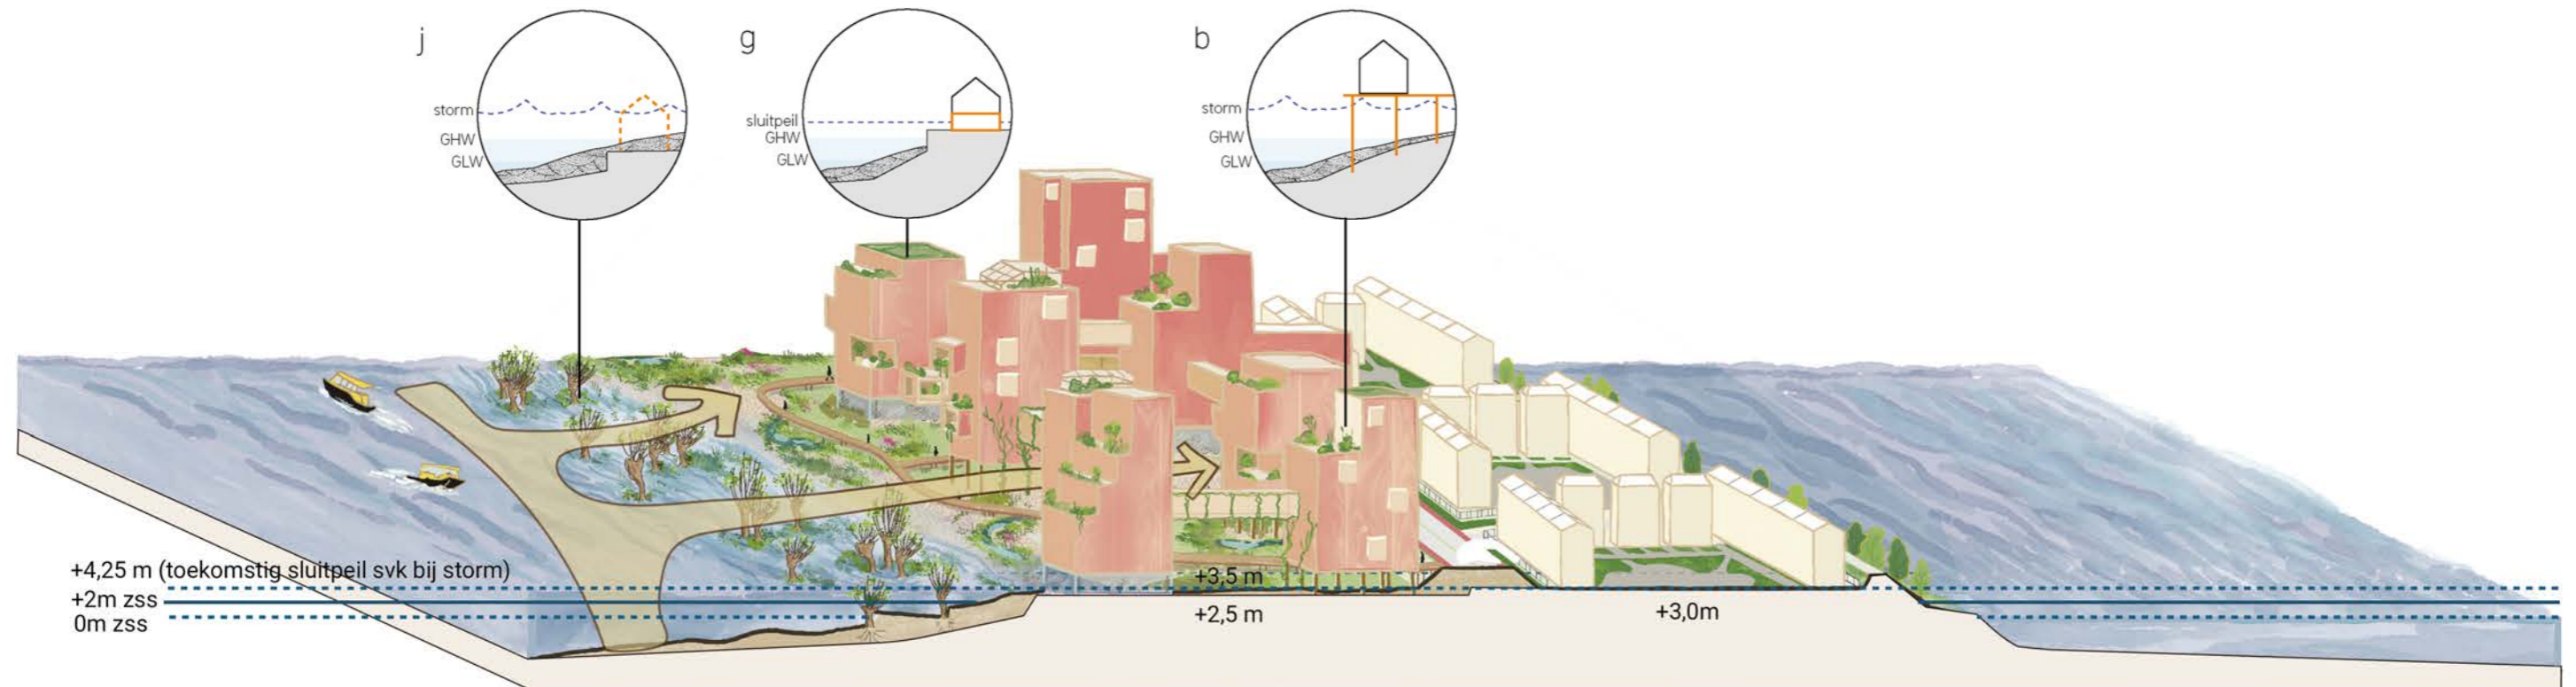 j
storm
GHW
GLW
g
sluitpeil
GHW
GLW
b
storm
GHW
GLW
+4,25 m (toekomstig sluitpeil svk bij storm)
+2m zss
0m zss
+3,5 m
+2,5 m
+3,0m